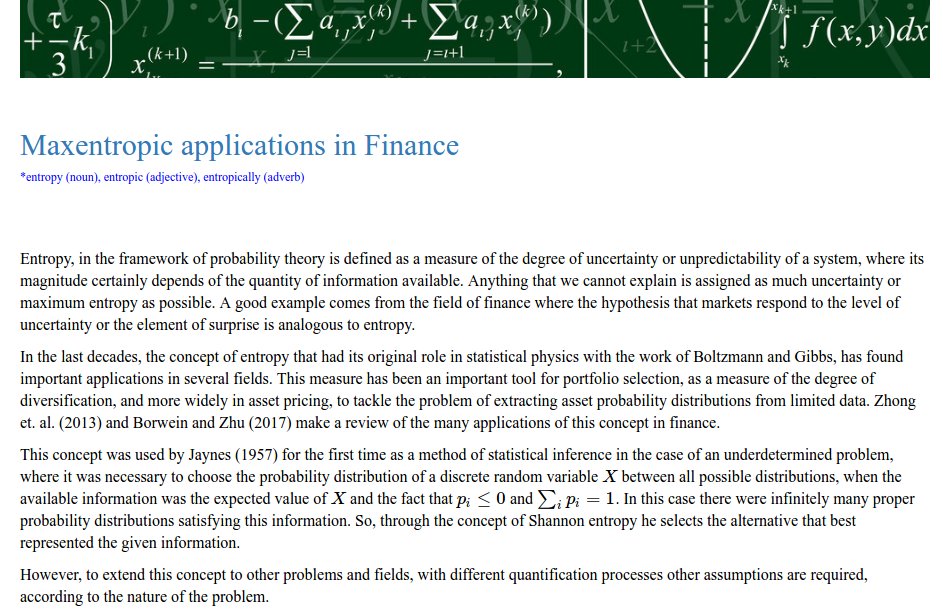 τ
+ — k₁
3
x^(k+1) = b_i − (∑ a_ij x_j^(k) + ∑ a_ij x_j^(k))
j=1 j=i+1
i+2
x_k+1
∫ f(x,y)dx
x_k
Maxentropic applications in Finance
*entropy (noun), entropic (adjective), entropically (adverb)
Entropy, in the framework of probability theory is defined as a measure of the degree of uncertainty or unpredictability of a system, where its
magnitude certainly depends of the quantity of information available. Anything that we cannot explain is assigned as much uncertainty or
maximum entropy as possible. A good example comes from the field of finance where the hypothesis that markets respond to the level of
uncertainty or the element of surprise is analogous to entropy.
In the last decades, the concept of entropy that had its original role in statistical physics with the work of Boltzmann and Gibbs, has found
important applications in several fields. This measure has been an important tool for portfolio selection, as a measure of the degree of
diversification, and more widely in asset pricing, to tackle the problem of extracting asset probability distributions from limited data. Zhong
et. al. (2013) and Borwein and Zhu (2017) make a review of the many applications of this concept in finance.
This concept was used by Jaynes (1957) for the first time as a method of statistical inference in the case of an underdetermined problem,
where it was necessary to choose the probability distribution of a discrete random variable X between all possible distributions, when the
available information was the expected value of X and the fact that p_i ≤ 0 and ∑_i p_i = 1. In this case there were infinitely many proper
probability distributions satisfying this information. So, through the concept of Shannon entropy he selects the alternative that best
represented the given information.
However, to extend this concept to other problems and fields, with different quantification processes other assumptions are required,
according to the nature of the problem.